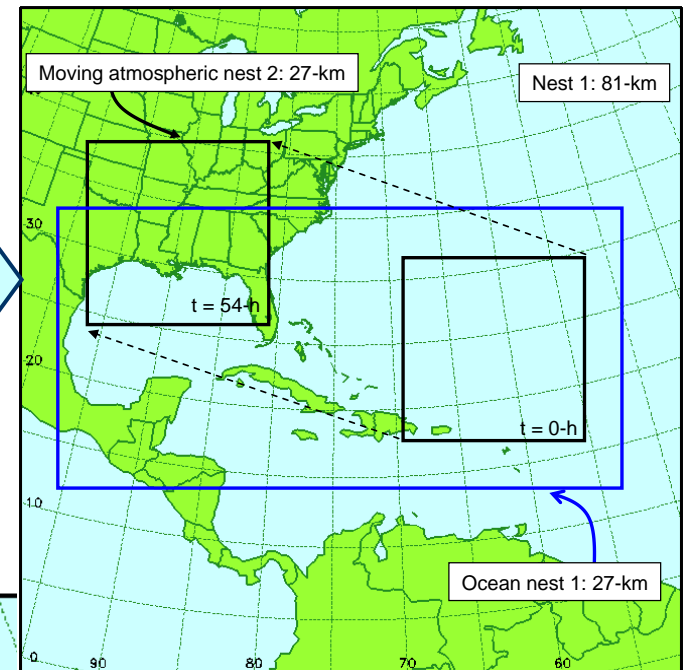 Moving atmospheric nest 2: 27-km
Nest 1: 81-km
30
t = 54-h
20
t = 0-h
10
Ocean nest 1: 27-km
0
90
80
70
60